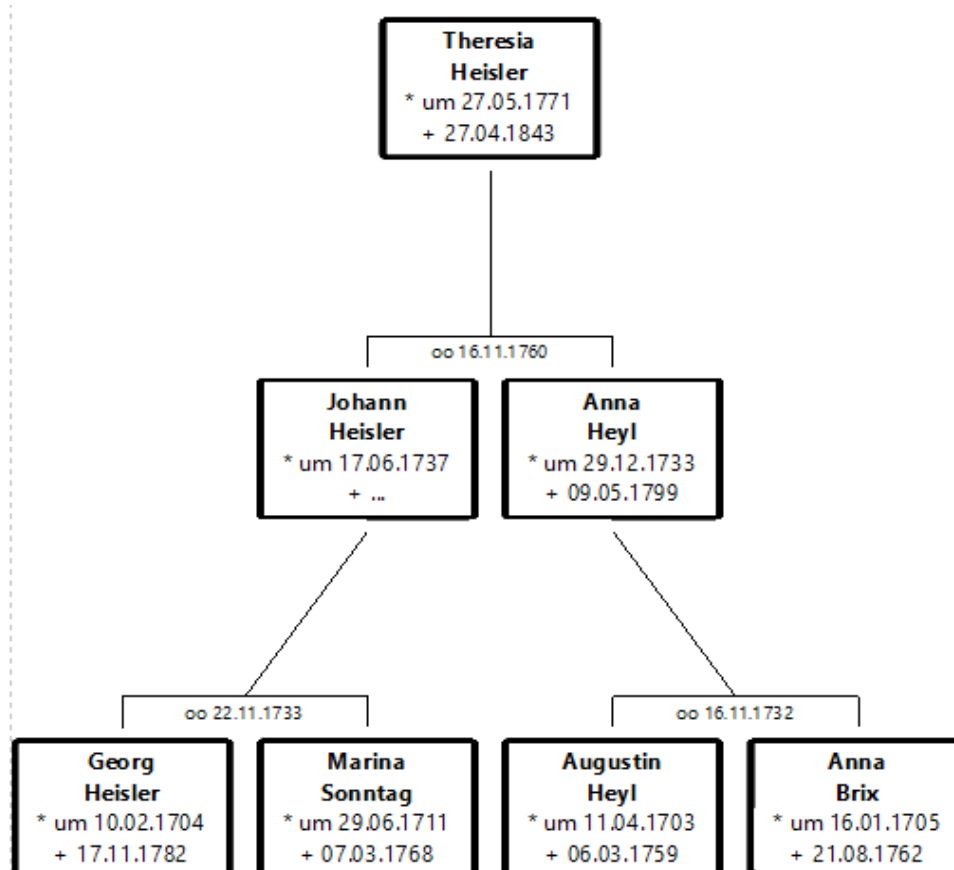 Theresia
Heisler
* um 27.05.1771
+ 27.04.1843
oo 16.11.1760
Johann
Heisler
* um 17.06.1737
+ ...
Anna
Heyl
* um 29.12.1733
+ 09.05.1799
oo 22.11.1733
oo 16.11.1732
Georg
Heisler
* um 10.02.1704
+ 17.11.1782
Marina
Sonntag
* um 29.06.1711
+ 07.03.1768
Augustin
Heyl
* um 11.04.1703
+ 06.03.1759
Anna
Brix
* um 16.01.1705
+ 21.08.1762